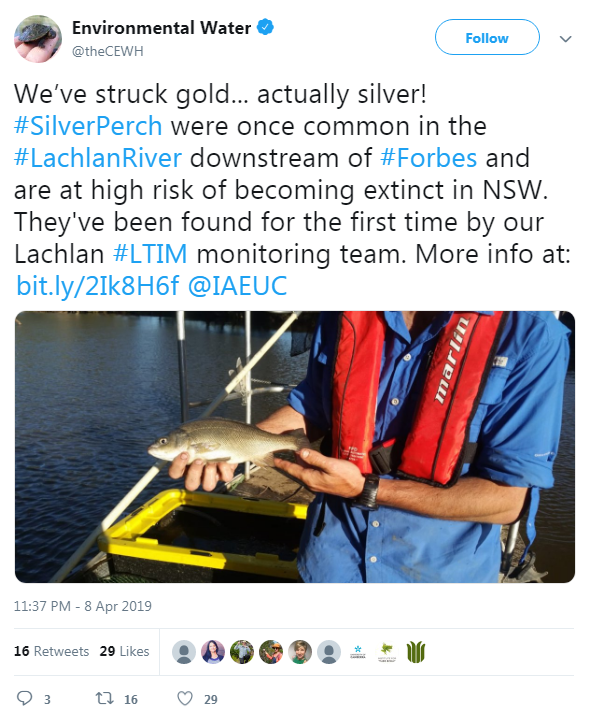 Environmental Water
@theCEWH
Follow
We’ve struck gold... actually silver!
#SilverPerch were once common in the
#LachlanRiver downstream of #Forbes and
are at high risk of becoming extinct in NSW.
They've been found for the first time by our
Lachlan #LTIM monitoring team. More info at:
bit.ly/2Ik8H6f @IAEUC
marlin
11:37 PM - 8 Apr 2019
16 Retweets 29 Likes
3 16 29